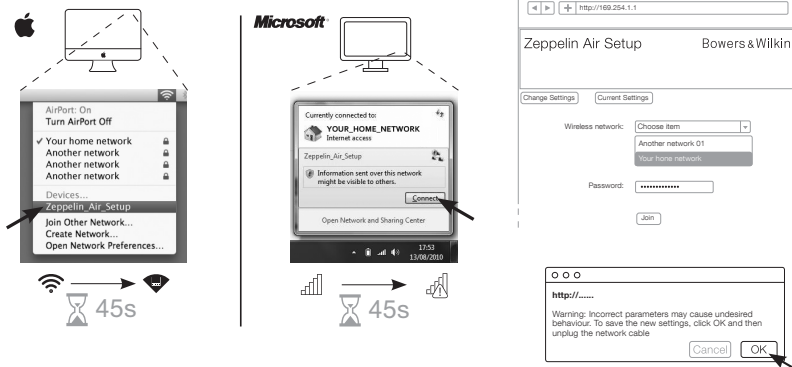 AirPort: On
Turn AirPort Off
Your home network
Another network
Another network
Another network
Devices...
Zeppelin_Air_Setup
Join Other Network...
Create Network...
Open Network Preferences...
45s
Microsoft
Currently connected to:
YOUR_HOME_NETWORK
Internet access
Zeppelin_Air_Setup
Information sent over this network
might be visible to others.
Connect
Open Network and Sharing Center
17:53
13/08/2010
45s
http://169.254.1.1
Zeppelin Air Setup Bowers & Wilkin
Change Settings Current Settings
Wireless network: Choose item
Another network 01
Your hone network
Password: •••••••••••••
Join
http://......
Warning: Incorrect parameters may cause undesired
behaviour. To save the new settings, click OK and then
unplug the network cable
Cancel OK